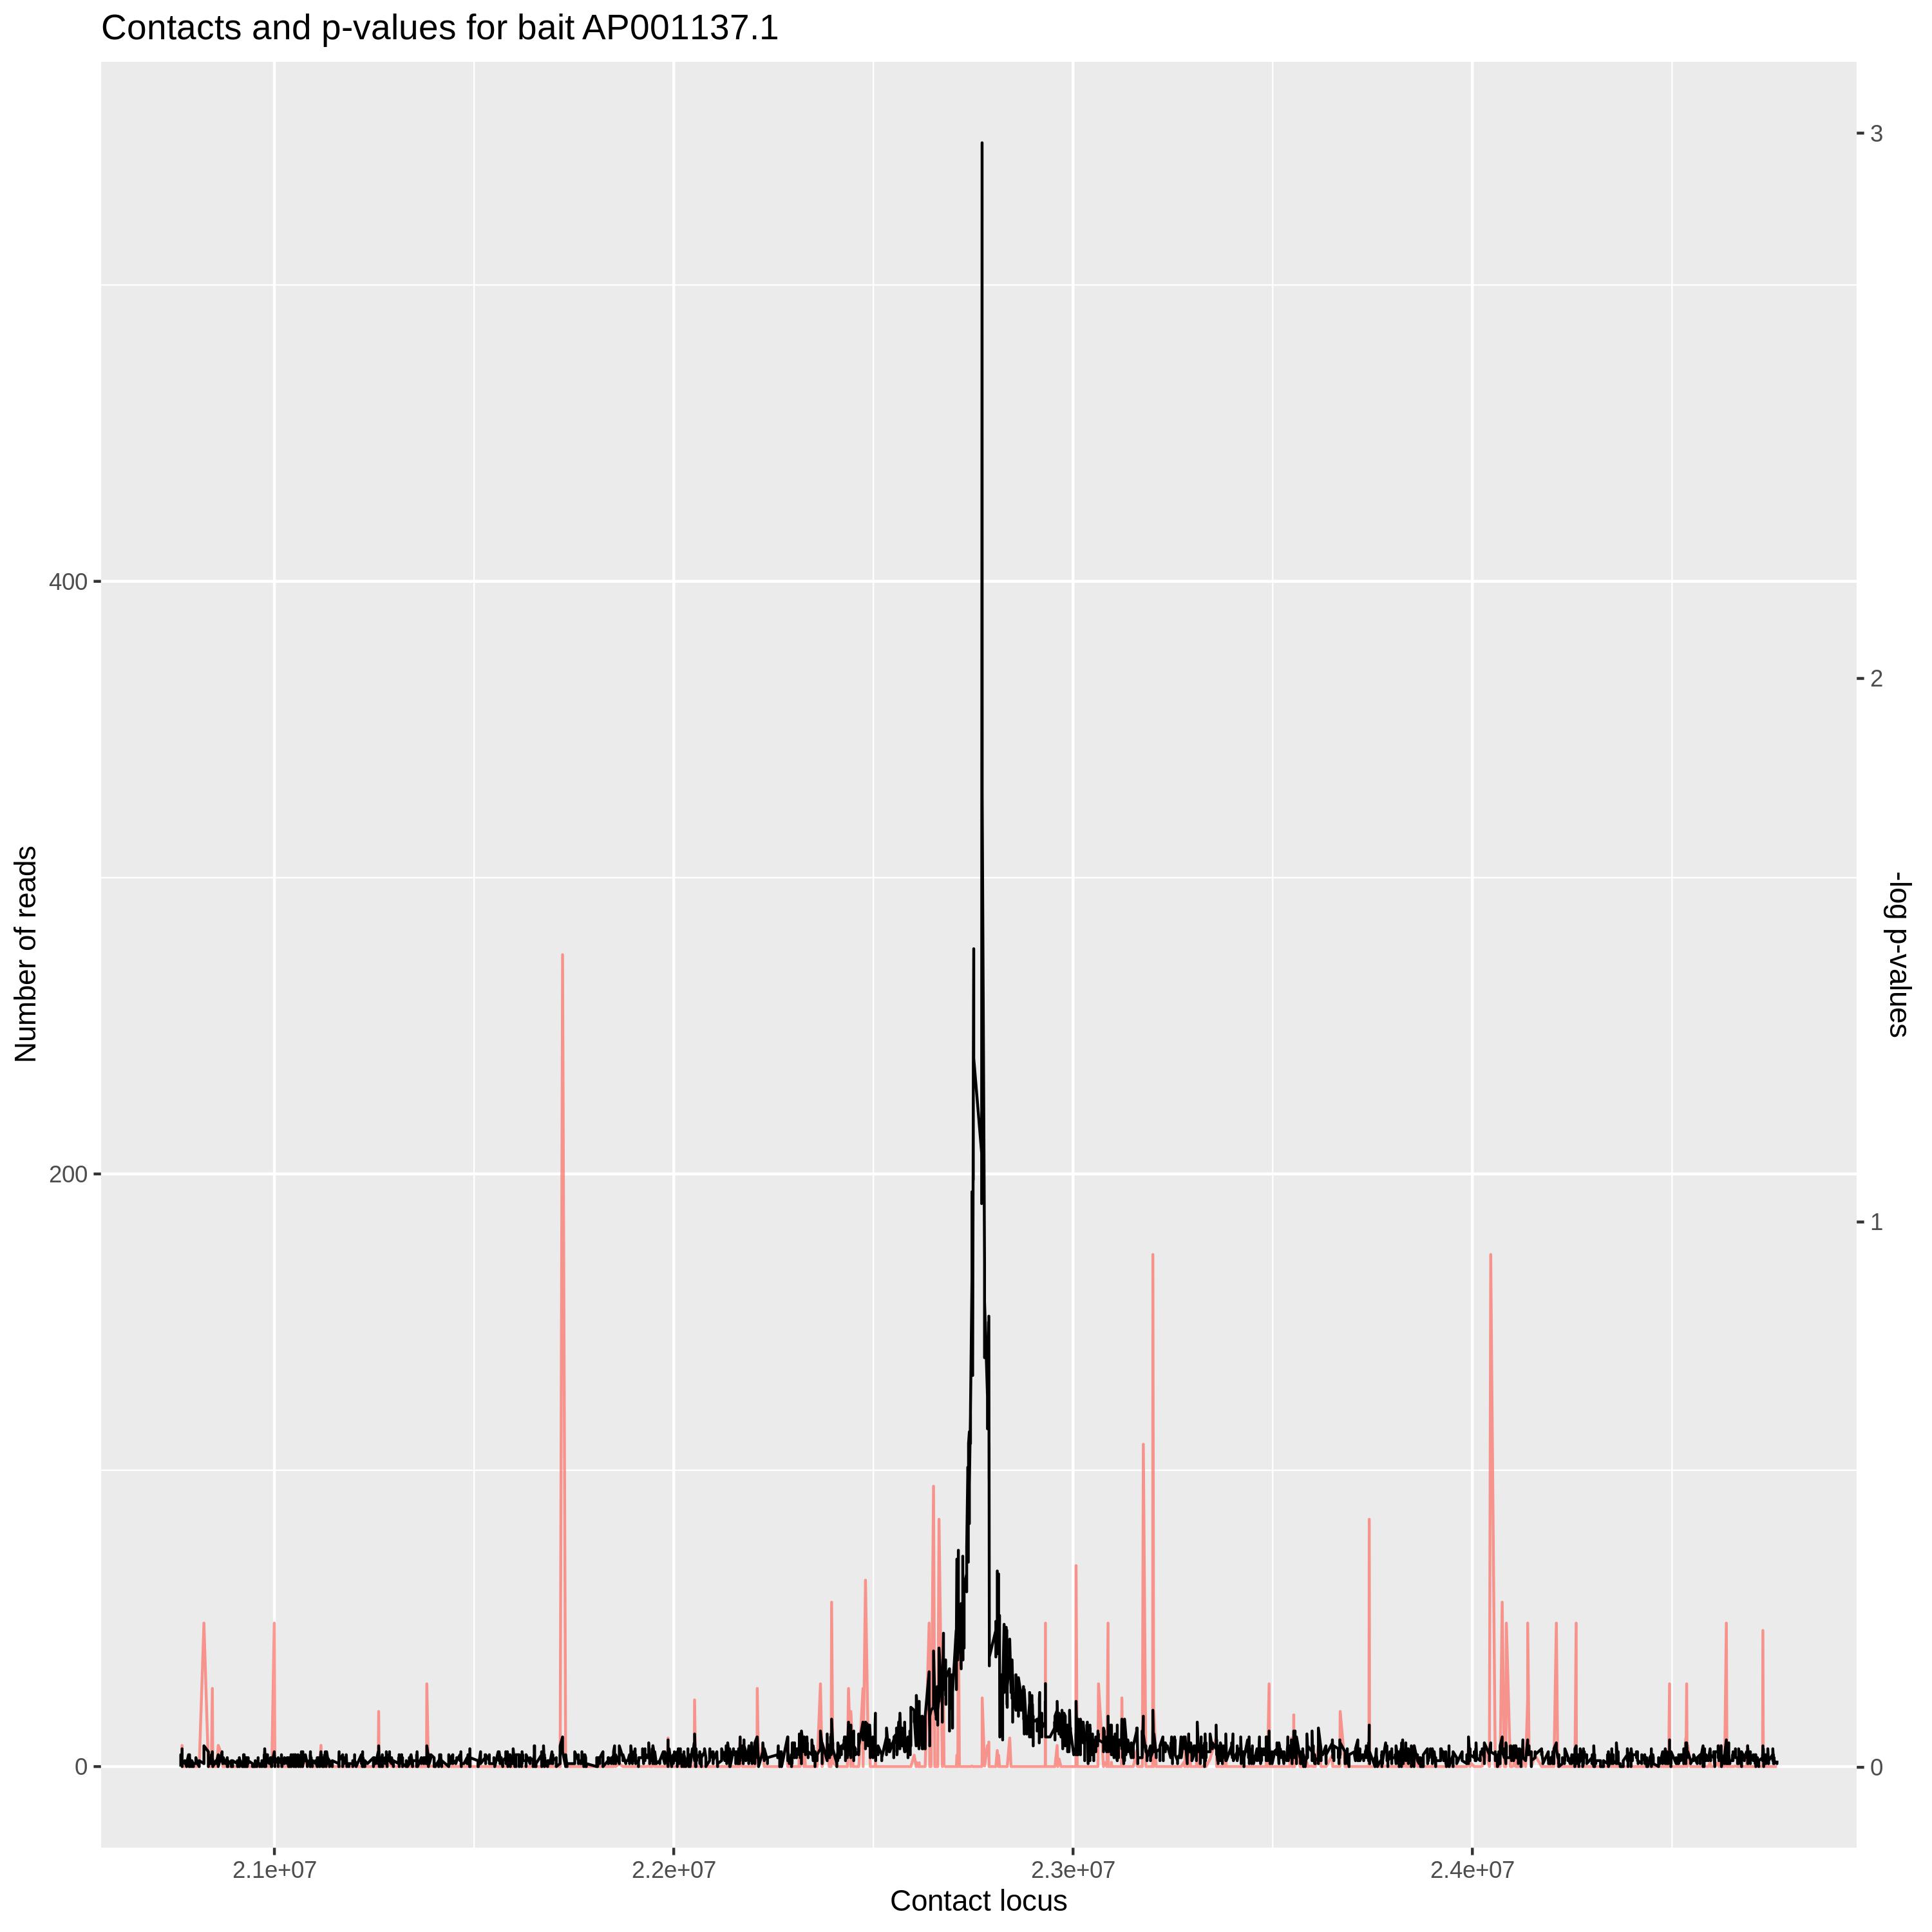 Contacts and p-values for bait AP001137.1
Number of reads
400
200
0
3
2
1
0
-log p-values
2.1e+07
2.2e+07
2.3e+07
2.4e+07
Contact locus